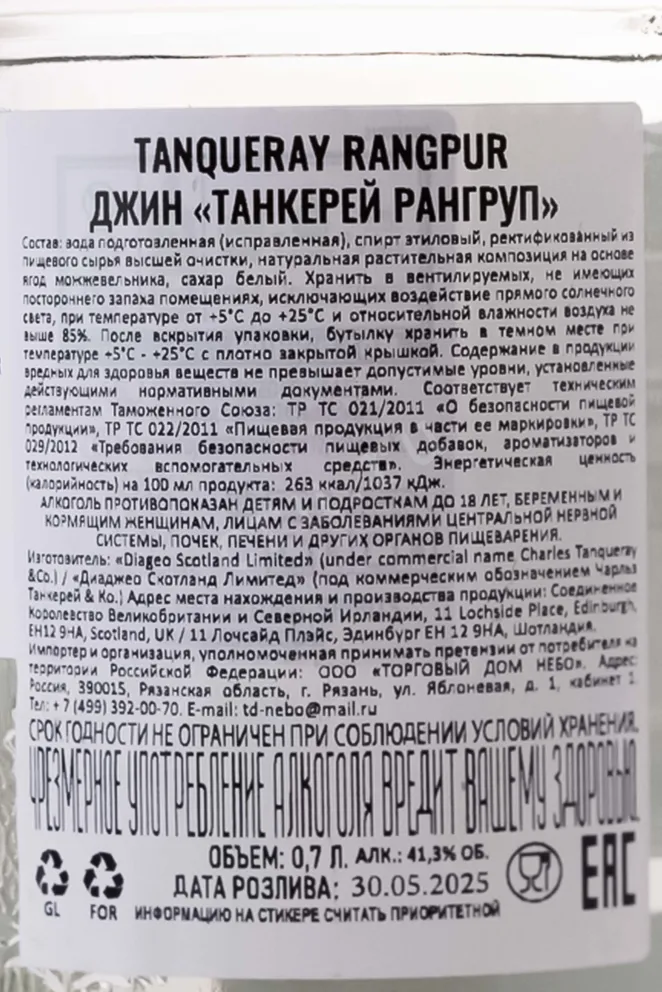 TANQUERAY RANGPUR
ДЖИН «ТАНКЕРЕЙ РАНГРУП»
Состав: вода подготовленная (исправленная), спирт этиловый, ректификованный из
пищевого сырья высшей очистки, натуральная растительная композиция на основе
ягод можжевельника, сахар белый. Хранить в вентилируемых, не имеющих
постороннего запаха помещениях, исключающих воздействие прямого солнечного
света, при температуре от +5°C до +25°C и относительной влажности воздуха не
выше 85%. После вскрытия упаковки, бутылку хранить в темном месте при
температуре +5°C - +25°C с плотно закрытой крышкой. Содержание в продукции
вредных для здоровья веществ не превышает допустимые уровни, установленные
действующими нормативными документами. Соответствует техническим
регламентам Таможенного Союза: ТР ТС 021/2011 «О безопасности пищевой
продукции», ТР ТС 022/2011 «Пищевая продукция в части ее маркировки», ТР ТС
029/2012 «Требования безопасности пищевых добавок, ароматизаторов и
технологических вспомогательных средств». Энергетическая ценность
(калорийность) на 100 мл продукта: 263 ккал/1037 кДж.
АЛКОГОЛЬ ПРОТИВОПОКАЗАН ДЕТЯМ И ПОДРОСТКАМ ДО 18 ЛЕТ, БЕРЕМЕННЫМ И
КОРМЯЩИМ ЖЕНЩИНАМ, ЛИЦАМ С ЗАБОЛЕВАНИЯМИ ЦЕНТРАЛЬНОЙ НЕРВНОЙ
СИСТЕМЫ, ПОЧЕК, ПЕЧЕНИ И ДРУГИХ ОРГАНОВ ПИЩЕВАРЕНИЯ.
Изготовитель: «Diageo Scotland Limited» (under commercial name Charles Tanqueray
&Co.) / «Диаджео Скотланд Лимитед» (под коммерческим обозначением Чарльз
Танкерей & Ко.) Адрес места нахождения и производства продукции: Соединенное
Королевство Великобритании и Северной Ирландии, 11 Lochside Place, Edinburgh,
EH12 9HA, Scotland, UK / 11 Лочсайд Плэйс, Эдинбург ЕН 12 9НА, Шотландия.
Импортер и организация, уполномоченная принимать претензии от потребителя на
территории Российской Федерации: ООО «ТОРГОВЫЙ ДОМ НЕБО». Адрес:
Россия, 390015, Рязанская область, г. Рязань, ул. Яблоневая, д. 1, кабинет 1
Тел: + 7 (499) 392-00-70. E-mail: td-nebo@mail.ru
СРОК ГОДНОСТИ НЕ ОГРАНИЧЕН ПРИ СОБЛЮДЕНИИ УСЛОВИЙ ХРАНЕНИЯ.
ЧРЕЗМЕРНОЕ УПОТРЕБЛЕНИЕ АЛКОГОЛЯ ВРЕДИТ ВАШЕМУ ЗДОРОВЬЮ
ОБЪЕМ: 0,7 Л. АЛК.: 41,3% ОБ.
ДАТА РОЗЛИВА: 30.05.2025
GL FOR ИНФОРМАЦИЮ НА СТИКЕРЕ СЧИТАТЬ ПРИОРИТЕТНОЙ
EAC